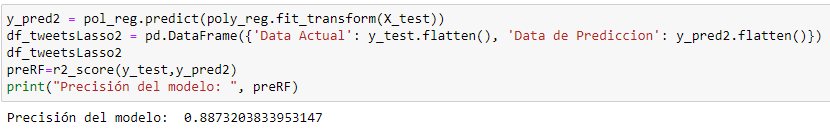 y_pred2 = pol_reg.predict(poly_reg.fit_transform(X_test))
df_tweetsLasso2 = pd.DataFrame({'Data Actual': y_test.flatten(), 'Data de Prediccion': y_pred2.flatten()})
df_tweetsLasso2
preRF=r2_score(y_test,y_pred2)
print("Precisión del modelo: ", preRF)
Precisión del modelo:  0.8873203833953147